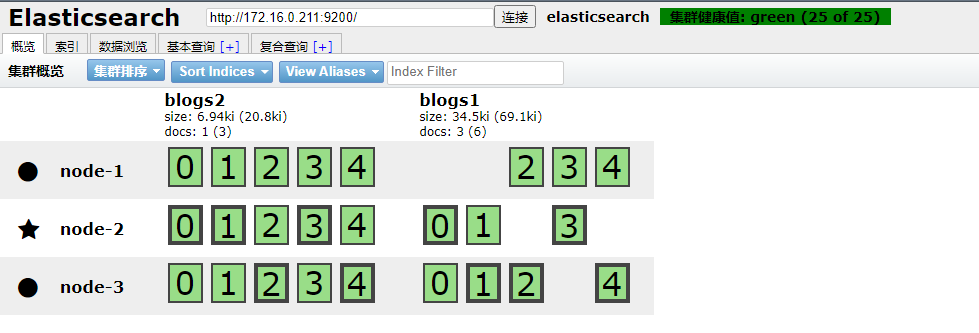 Elasticsearch http://172.16.0.211:9200/ 连接 elasticsearch 集群健康值: green (25 of 25)
概览 索引 数据浏览 基本查询 [+] 复合查询 [+]
集群概览 集群排序 Sort Indices View Aliases Index Filter
blogs2 blogs1
size: 6.94ki (20.8ki) size: 34.5ki (69.1ki)
docs: 1 (3) docs: 3 (6)
node-1 0 1 2 3 4 2 3 4
node-2 0 1 2 3 4 0 1 3
node-3 0 1 2 3 4 0 1 2 4